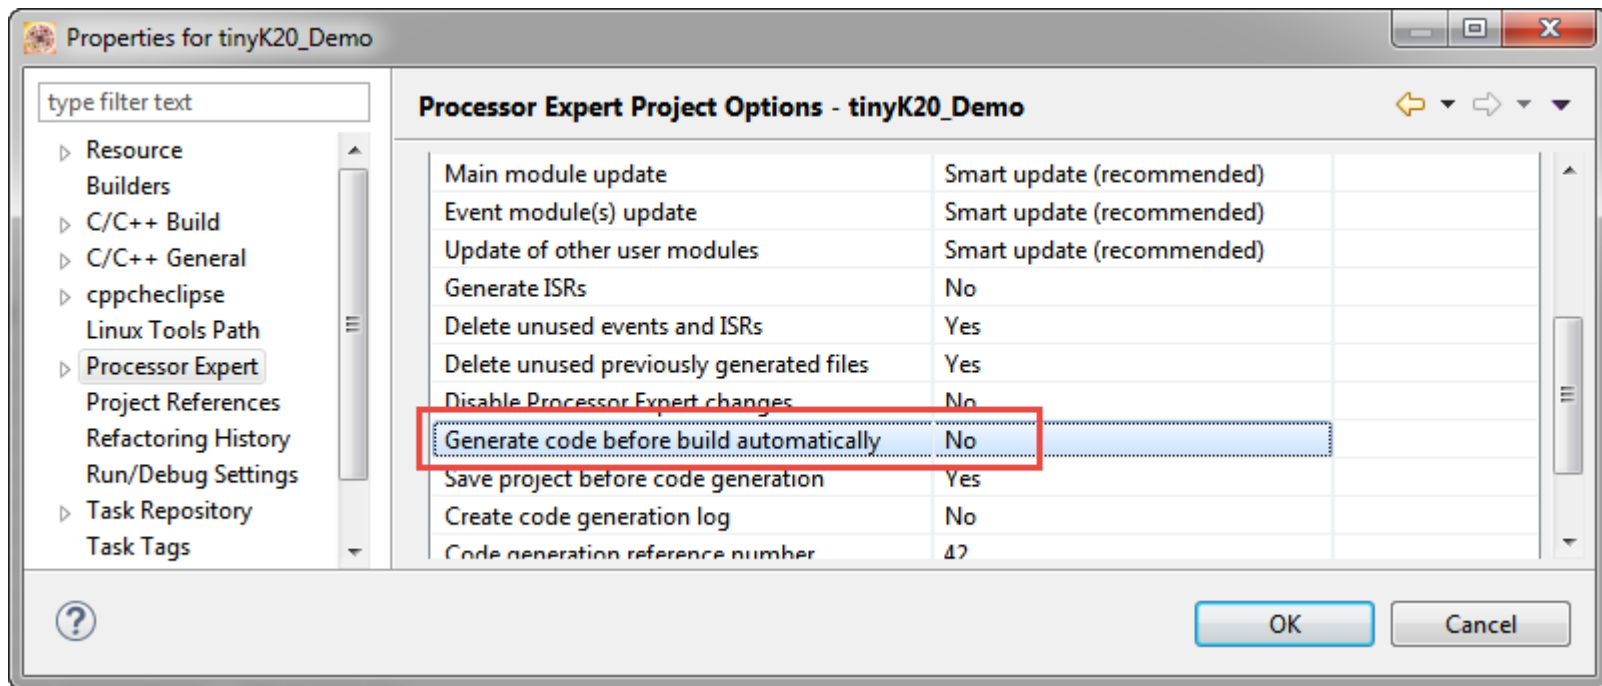 Properties for tinyK20_Demo
type filter text
Resource
Builders
C/C++ Build
C/C++ General
cppcheclipse
Linux Tools Path
Processor Expert
Project References
Refactoring History
Run/Debug Settings
Task Repository
Task Tags
Processor Expert Project Options - tinyK20_Demo
Main module update Smart update (recommended)
Event module(s) update Smart update (recommended)
Update of other user modules Smart update (recommended)
Generate ISRs No
Delete unused events and ISRs Yes
Delete unused previously generated files Yes
Disable Processor Expert changes No
Generate code before build automatically No
Save project before code generation Yes
Create code generation log No
Code generation reference number 42
OK Cancel